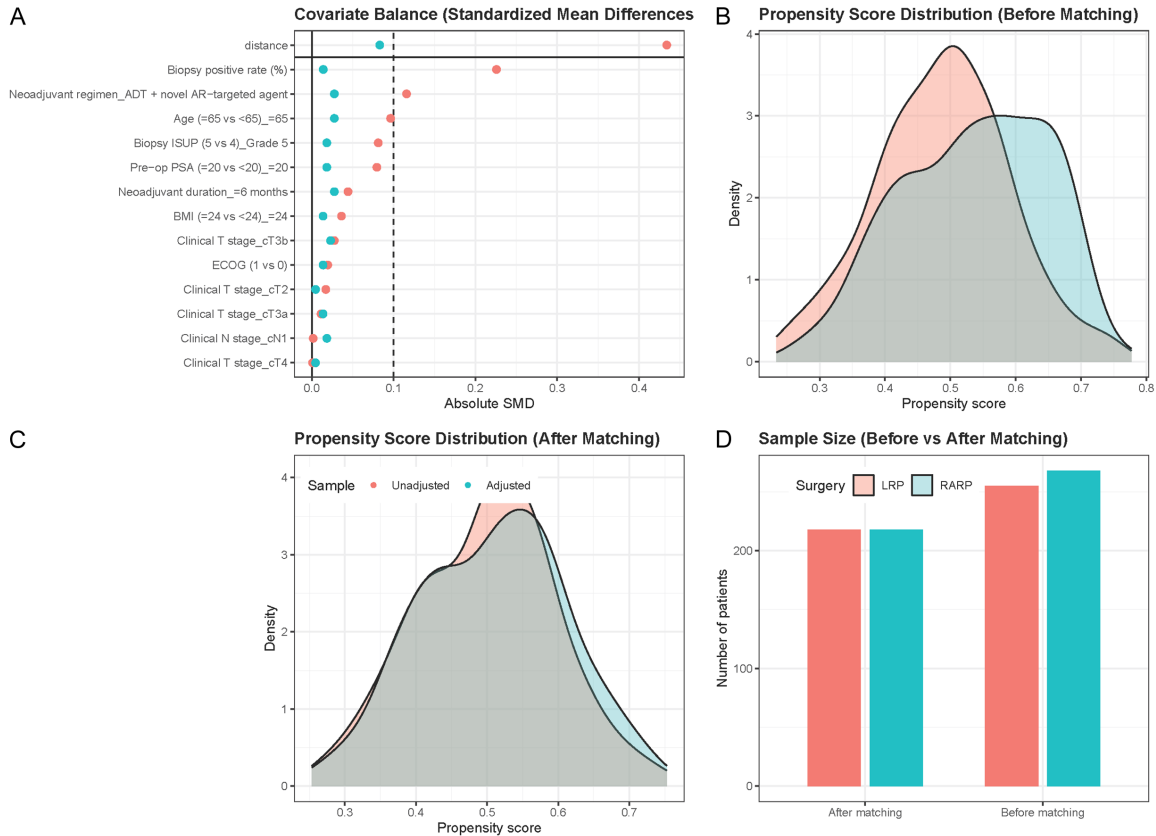 A
Covariate Balance (Standardized Mean Differences
distance
Biopsy positive rate (%)
Neoadjuvant regimen_ADT + novel AR−targeted agent
Age (=65 vs <65)_=65
Biopsy ISUP (5 vs 4)_Grade 5
Pre−op PSA (=20 vs <20)_=20
Neoadjuvant duration_=6 months
BMI (=24 vs <24)_=24
Clinical T stage_cT3b
ECOG (1 vs 0)
Clinical T stage_cT2
Clinical T stage_cT3a
Clinical N stage_cN1
Clinical T stage_cT4
0.0 0.1 0.2 0.3 0.4
Absolute SMD
B
Propensity Score Distribution (Before Matching)
Density
4
3
2
1
0
0.3 0.4 0.5 0.6 0.7 0.8
Propensity score
C
Propensity Score Distribution (After Matching)
Sample Unadjusted Adjusted
Density
4
3
2
1
0
0.3 0.4 0.5 0.6 0.7
Propensity score
D
Sample Size (Before vs After Matching)
Surgery LRP RARP
Number of patients
200
100
0
After matching Before matching